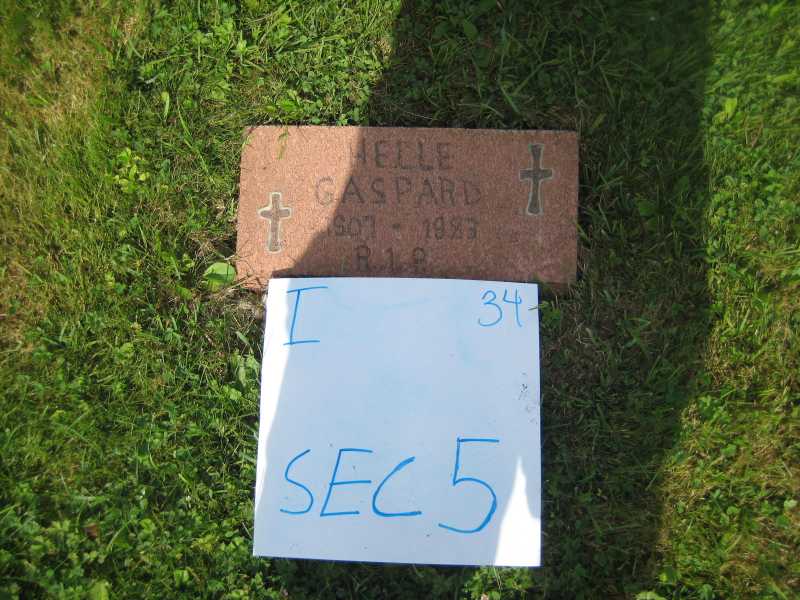 HELLE
GASPARD
1907 - 1983
R.I.P.
I 34
SEC 5